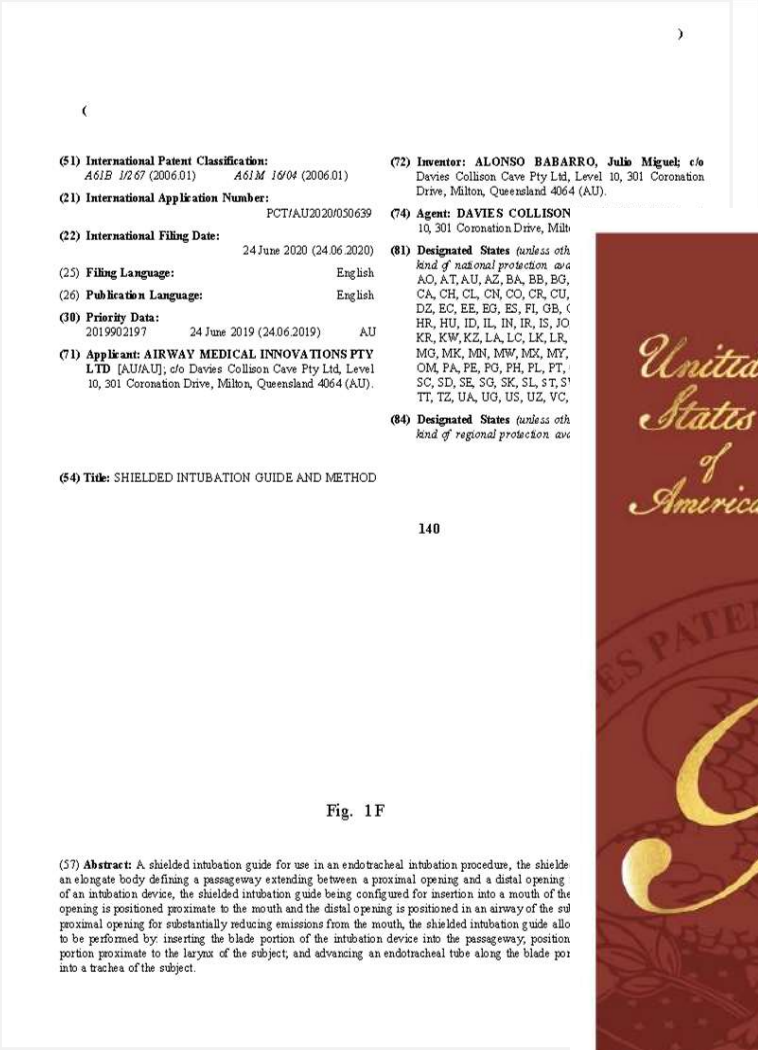 )
(
(51) International Patent Classification:
A61B 1/267 (2006.01) A61M 16/04 (2006.01)
(21) International Application Number:
PCT/AU2020/050639
(22) International Filing Date:
24 June 2020 (24.06.2020)
(25) Filing Language: English
(26) Publication Language: English
(30) Priority Data:
2019902197 24 June 2019 (24.06.2019) AU
(71) Applicant: AIRWAY MEDICAL INNOVATIONS PTY
LTD [AU/AU]; c/o Davies Collison Cave Pty Ltd, Level
10, 301 Coronation Drive, Milton, Queensland 4064 (AU).
(72) Inventor: ALONSO BABARRO, Julio Miguel; c/o
Davies Collison Cave Pty Ltd, Level 10, 301 Coronation
Drive, Milton, Queensland 4064 (AU).
(74) Agent: DAVIES COLLISON
10, 301 Coronation Drive, Milt
(81) Designated States (unless oth
kind of national protection ava
AO, AT, AU, AZ, BA, BB, BG,
CA, CH, CL, CN, CO, CR, CU,
DZ, EC, EE, EG, ES, FI, GB,
HR, HU, ID, IL, IN, IR, IS, JO
KR, KW, KZ, LA, LC, LK, LR,
MG, MK, MN, MW, MX, MY,
OM, PA, PE, PG, PH, PL, PT,
SC, SD, SE, SG, SK, SL, ST, SV
TT, TZ, UA, UG, US, UZ, VC,
(84) Designated States (unless oth
kind of regional protection ava
(54) Title: SHIELDED INTUBATION GUIDE AND METHOD
140
Fig. 1F
(57) Abstract: A shielded intubation guide for use in an endotracheal intubation procedure, the shielde
an elongate body defining a passageway extending between a proximal opening and a distal opening
of an intubation device, the shielded intubation guide being configured for insertion into a mouth of the
opening is positioned proximate to the mouth and the distal opening is positioned in an airway of the sul
proximal opening for substantially reducing emissions from the mouth, the shielded intubation guide allo
to be performed by: inserting the blade portion of the intubation device into the passageway; position
portion proximate to the larynx of the subject; and advancing an endotracheal tube along the blade por
into a trachea of the subject.
United
States
of
America
ES PATEN